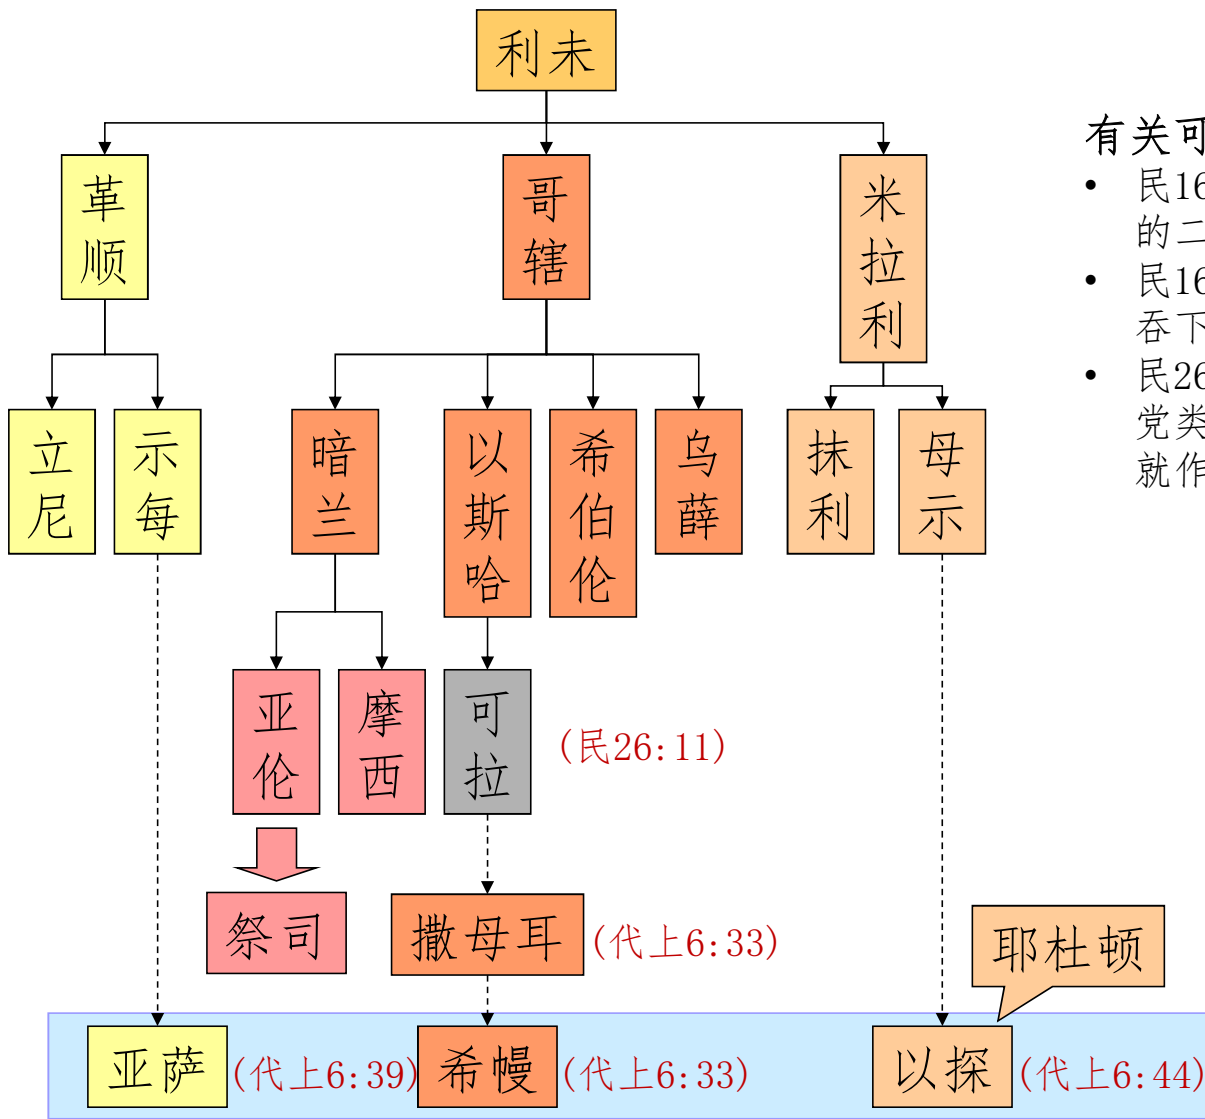 利未
有关可
革顺
哥辖
米拉利
• 民16
的二
• 民16
吞下
• 民26
党类
就作
立尼
示每
暗兰
以斯哈
希伯伦
乌薛
抹利
母示
亚伦
摩西
可拉
(民26:11)
祭司
撒母耳
(代上6:33)
耶杜顿
亚萨
(代上6:39)
希幔
(代上6:33)
以探
(代上6:44)